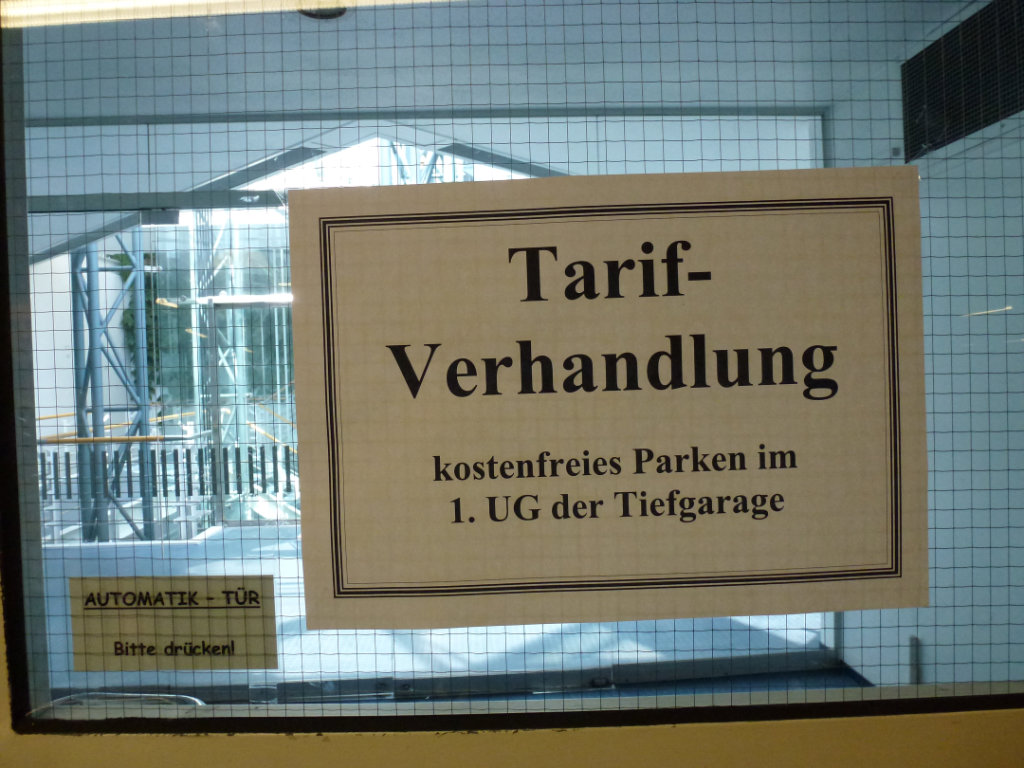 Tarif-
Verhandlung
kostenfreies Parken im
1. UG der Tiefgarage
AUTOMATIK - TÜR
Bitte drücken!